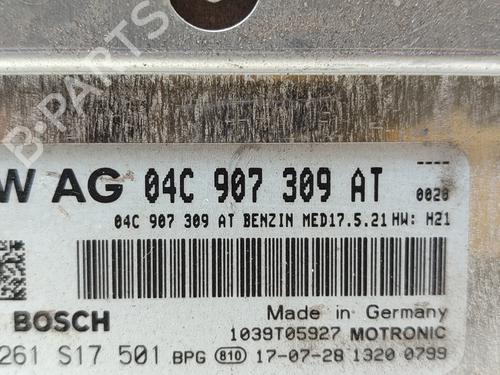 B-PARTS
W AG 04C 907 309 AT
----
0020
04C 907 309 AT BENZIN MED17.5.21 HW: H21
BOSCH
Made in Germany
1039T05927 MOTRONIC
261 S17 501 BPG 810 17-07-28 1320 0799